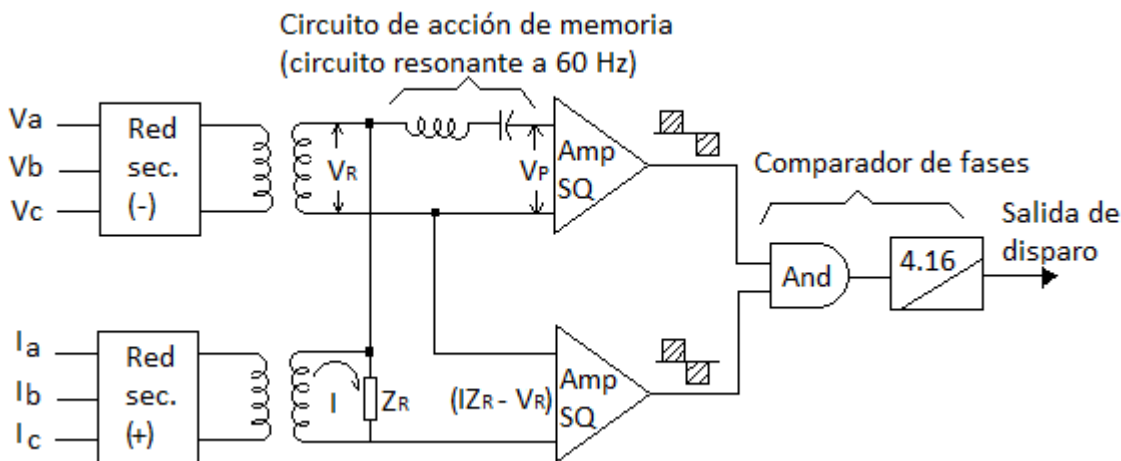 Circuito de acción de memoria
(circuito resonante a 60 Hz)
Va
Vb
Vc
Red
sec.
(-)
VR
VP
Amp
SQ
Comparador de fases
Salida de
disparo
And
4.16
Ia
Ib
Ic
Red
sec.
(+)
I
ZR
(IZR - VR)
Amp
SQ